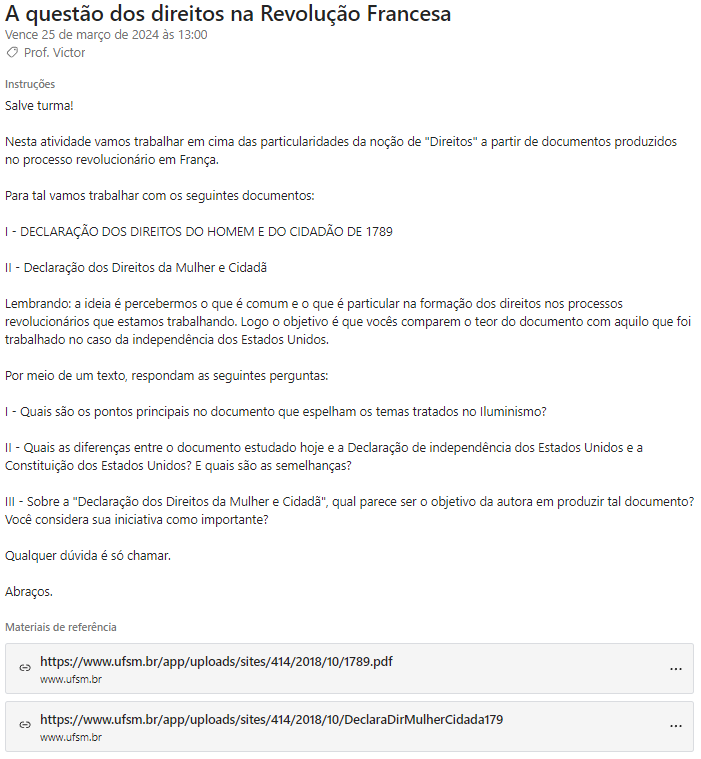 A questão dos direitos na Revolução Francesa
Vence 25 de março de 2024 às 13:00
Prof. Victor
Instruções
Salve turma!
Nesta atividade vamos trabalhar em cima das particularidades da noção de "Direitos" a partir de documentos produzidos
no processo revolucionário em França.
Para tal vamos trabalhar com os seguintes documentos:
I - DECLARAÇÃO DOS DIREITOS DO HOMEM E DO CIDADÃO DE 1789
II - Declaração dos Direitos da Mulher e Cidadã
Lembrando: a ideia é percebermos o que é comum e o que é particular na formação dos direitos nos processos
revolucionários que estamos trabalhando. Logo o objetivo é que vocês comparem o teor do documento com aquilo que foi
trabalhado no caso da independência dos Estados Unidos.
Por meio de um texto, respondam as seguintes perguntas:
I - Quais são os pontos principais no documento que espelham os temas tratados no Iluminismo?
II - Quais as diferenças entre o documento estudado hoje e a Declaração de independência dos Estados Unidos e a
Constituição dos Estados Unidos? E quais são as semelhanças?
III - Sobre a "Declaração dos Direitos da Mulher e Cidadã", qual parece ser o objetivo da autora em produzir tal documento?
Você considera sua iniciativa como importante?
Qualquer dúvida é só chamar.
Abraços.
Materiais de referência
https://www.ufsm.br/app/uploads/sites/414/2018/10/1789.pdf
www.ufsm.br
https://www.ufsm.br/app/uploads/sites/414/2018/10/DeclaraDirMulherCidada179
www.ufsm.br